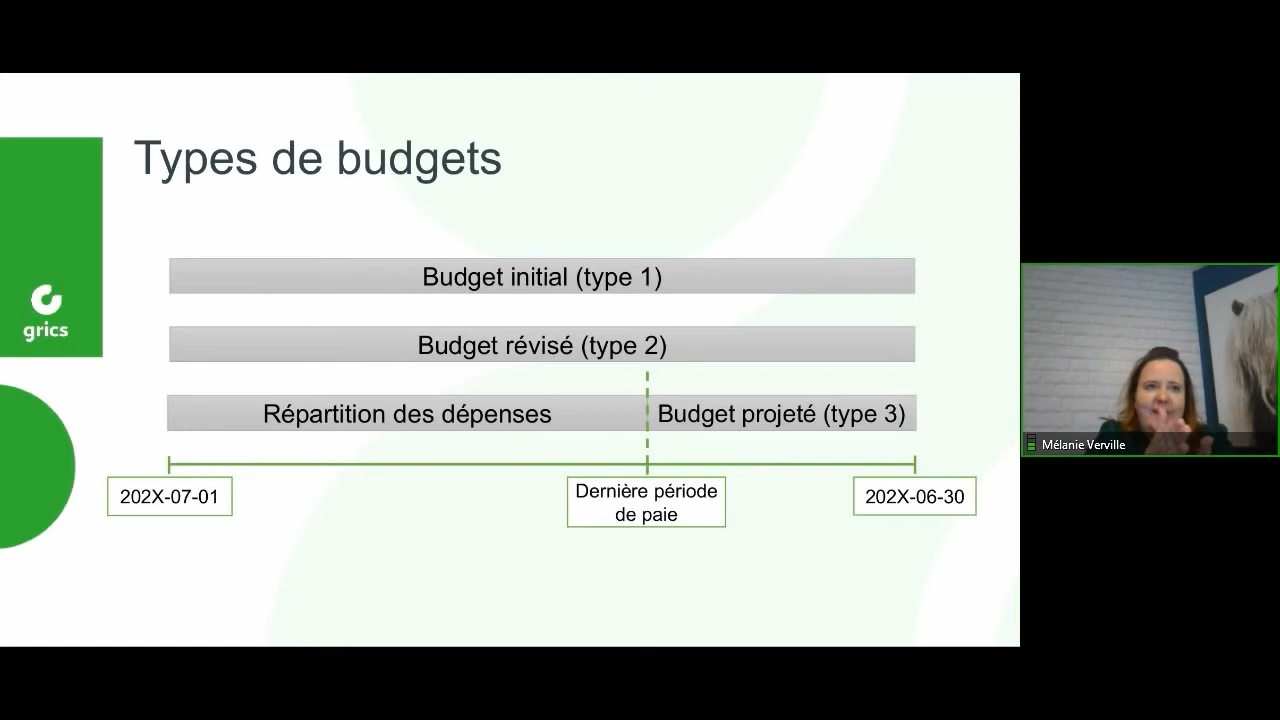 Types de budgets
grics
Budget initial (type 1)
Budget révisé (type 2)
Répartition des dépenses
Budget projeté (type 3)
202X-07-01
Dernière période
de paie
202X-06-30
Mélanie Verville